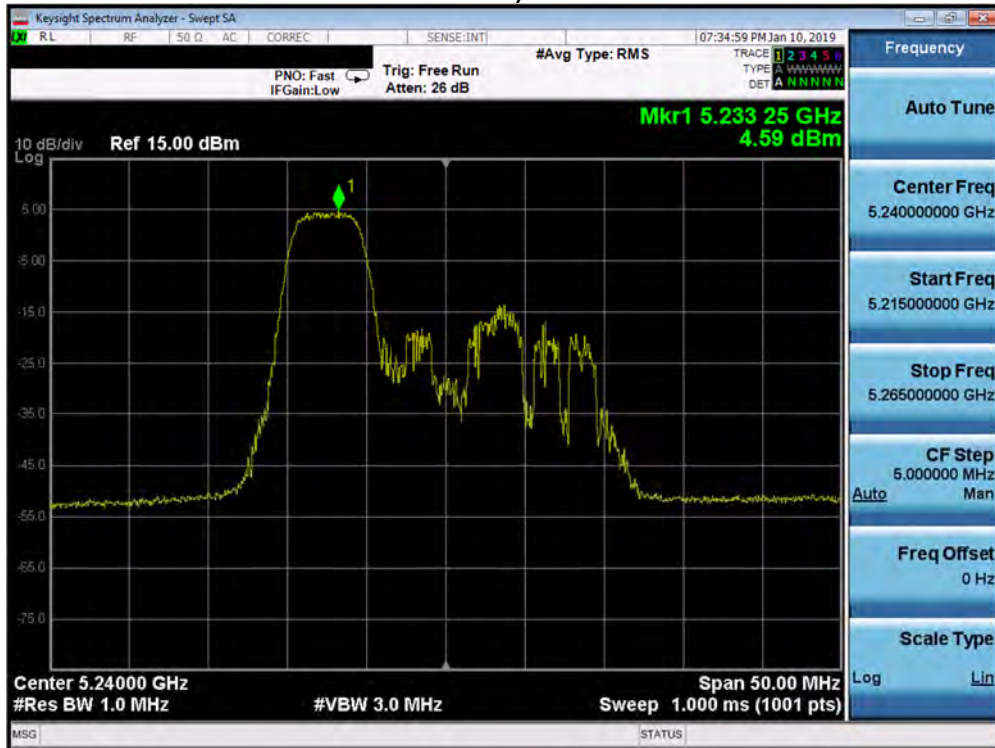 Keysight Spectrum Analyzer - Swept SA
LXI RL RF 50 Ω AC CORREC SENSE:INT 07:34:59 PM Jan 10, 2019
#Avg Type: RMS TRACE 1 2 3 4 5 6
PNO: Fast Trig: Free Run TYPE A WWWWW
IFGain:Low Atten: 26 dB DET A N N N N N
Mkr1 5.233 25 GHz
4.59 dBm
10 dB/div Ref 15.00 dBm
Log
1
5.00
-5.00
-15.0
-25.0
-35.0
-45.0
-55.0
-65.0
-75.0
Center 5.24000 GHz Span 50.00 MHz
#Res BW 1.0 MHz #VBW 3.0 MHz Sweep 1.000 ms (1001 pts)
MSG STATUS
Frequency
Auto Tune
Center Freq
5.240000000 GHz
Start Freq
5.215000000 GHz
Stop Freq
5.265000000 GHz
CF Step
5.000000 MHz
Auto Man
Freq Offset
0 Hz
Scale Type
Log Lin